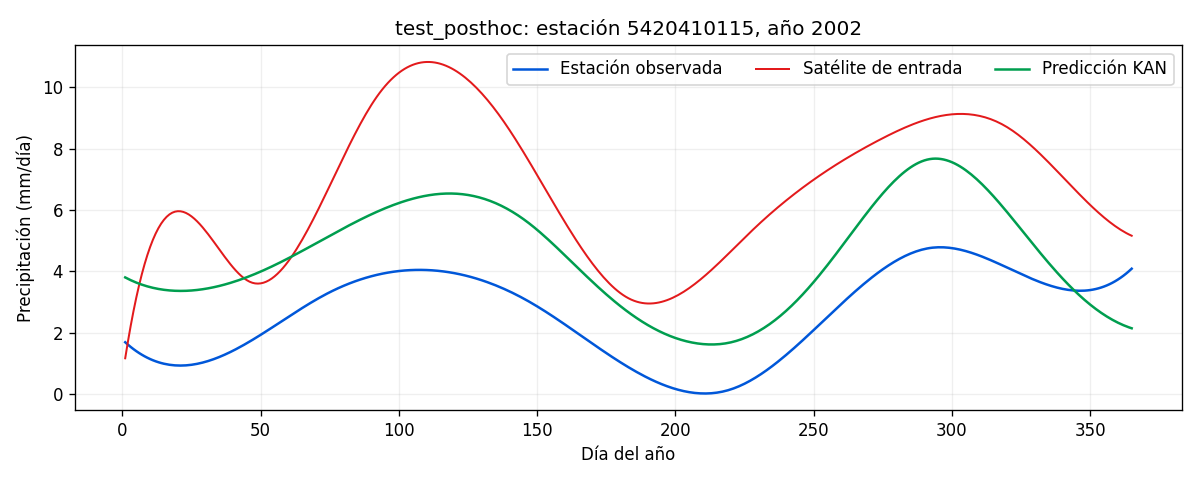 test_posthoc: estación 5420410115, año 2002
Estación observada Satélite de entrada Predicción KAN
Precipitación (mm/día)
10
8
6
4
2
0
0 50 100 150 200 250 300 350
Día del año